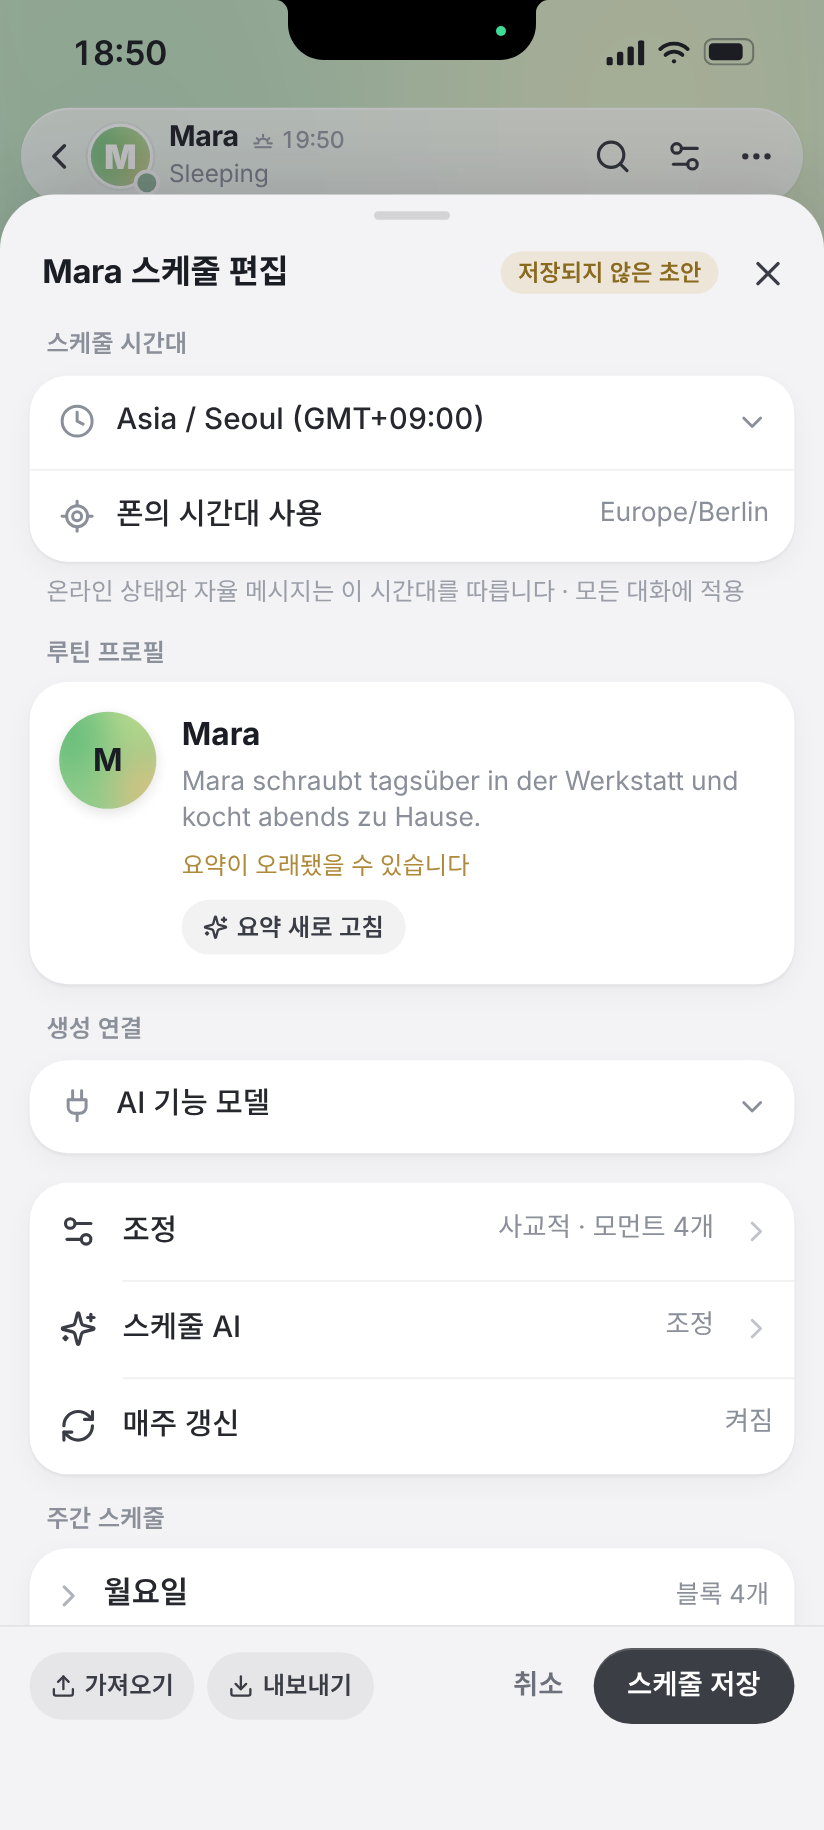 18:50
M
Mara 19:50
Sleeping
Mara 스케줄 편집
저장되지 않은 초안
스케줄 시간대
Asia / Seoul (GMT+09:00)
폰의 시간대 사용
Europe/Berlin
온라인 상태와 자율 메시지는 이 시간대를 따릅니다 · 모든 대화에 적용
루틴 프로필
M
Mara
Mara schraubt tagsüber in der Werkstatt und
kocht abends zu Hause.
요약이 오래됐을 수 있습니다
요약 새로 고침
생성 연결
AI 기능 모델
조정
사교적 · 모먼트 4개
스케줄 AI
조정
매주 갱신
켜짐
주간 스케줄
월요일
블록 4개
가져오기
내보내기
취소
스케줄 저장